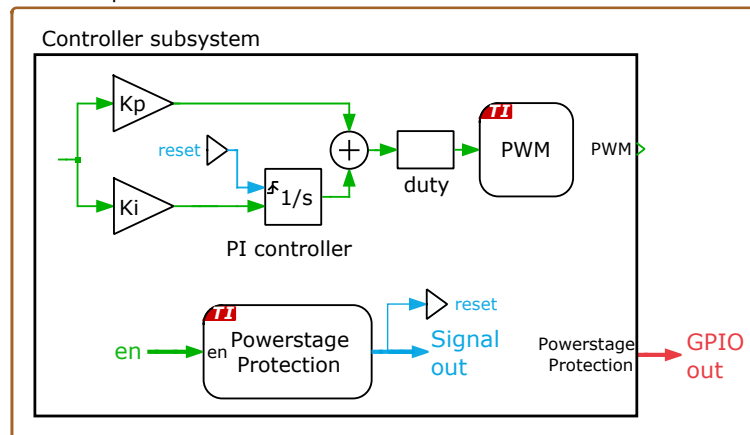 Controller subsystem
Kp
reset
TI
PWM
PWM
duty
Ki
1/s
PI controller
TI
en
en
Powerstage
Protection
reset
Signal
out
Powerstage
Protection
GPIO
out